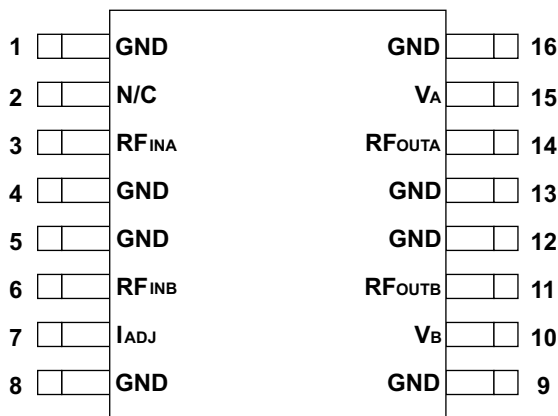 1 GND GND 16
2 N/C VA 15
3 RFINA RFOUTA 14
4 GND GND 13
5 GND GND 12
6 RFINB RFOUTB 11
7 IADJ VB 10
8 GND GND 9